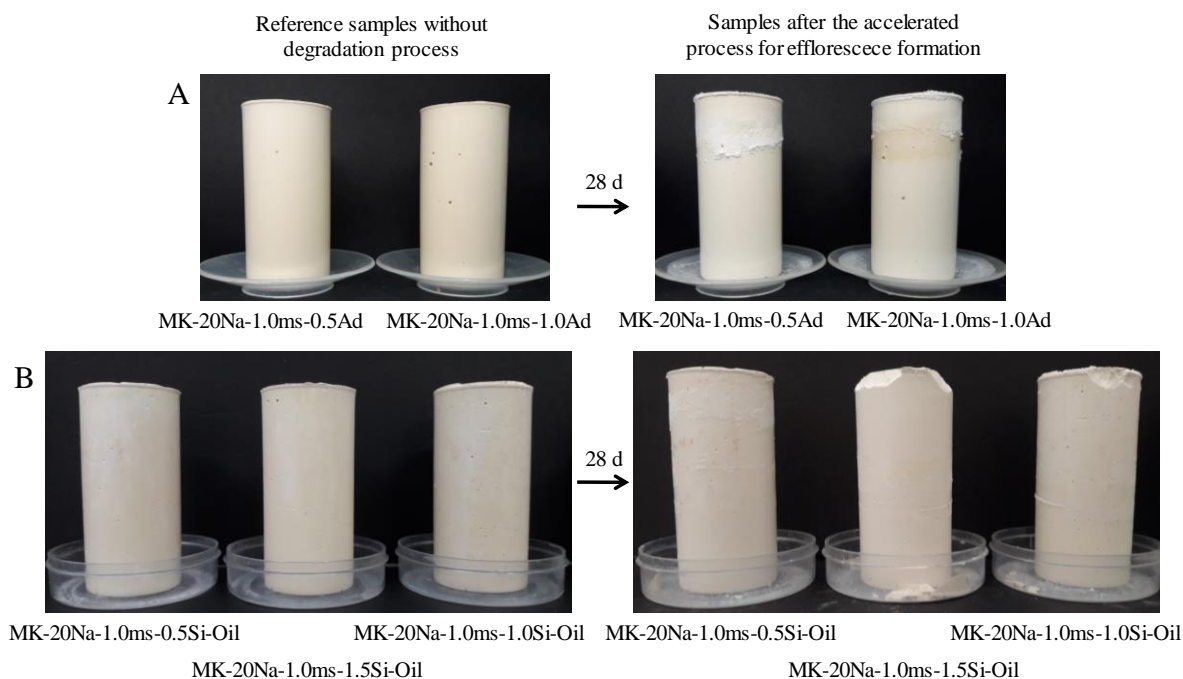 Reference samples without
degradation process
Samples after the accelerated
process for efflorescece formation
A
28 d
MK-20Na-1.0ms-0.5Ad
MK-20Na-1.0ms-1.0Ad
MK-20Na-1.0ms-0.5Ad
MK-20Na-1.0ms-1.0Ad
B
28 d
MK-20Na-1.0ms-0.5Si-Oil
MK-20Na-1.0ms-1.0Si-Oil
MK-20Na-1.0ms-1.5Si-Oil
MK-20Na-1.0ms-0.5Si-Oil
MK-20Na-1.0ms-1.0Si-Oil
MK-20Na-1.0ms-1.5Si-Oil